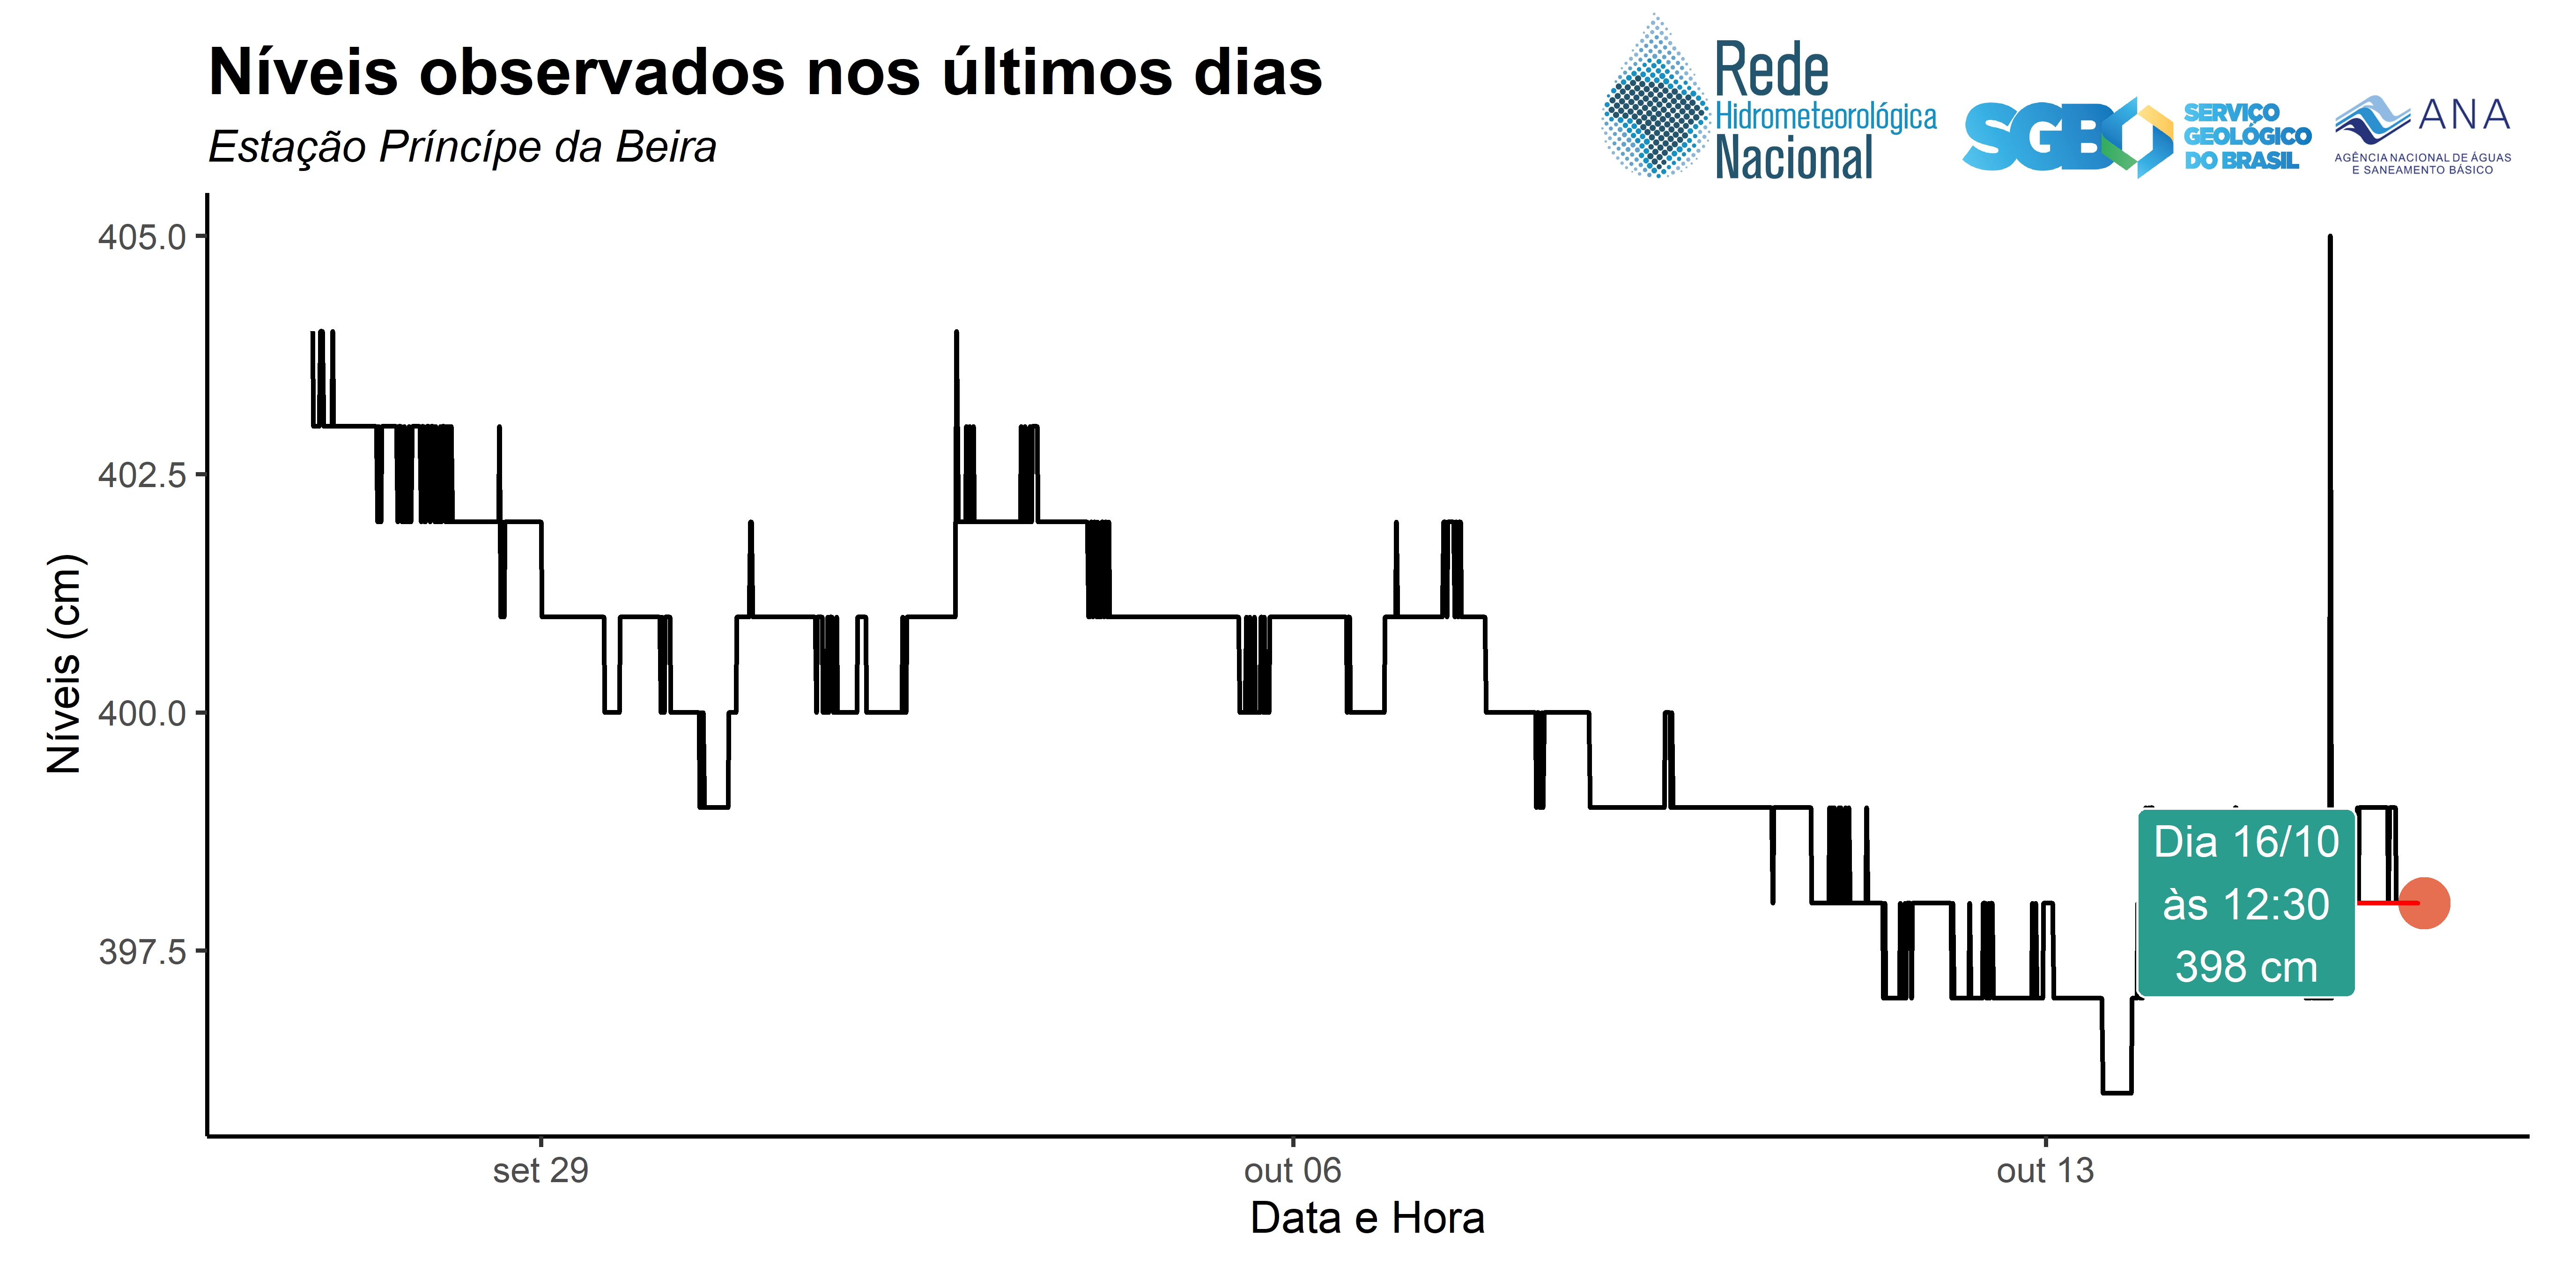 Níveis observados nos últimos dias
Estação Príncípe da Beira
Rede
Hidrometeorológica
Nacional
SGB
SERVIÇO
GEOLÓGICO
DO BRASIL
ANA
AGÊNCIA NACIONAL DE ÁGUAS
E SANEAMENTO BÁSICO
Níveis (cm)
405.0
402.5
400.0
397.5
Dia 16/10
às 12:30
398 cm
set 29
out 06
out 13
Data e Hora